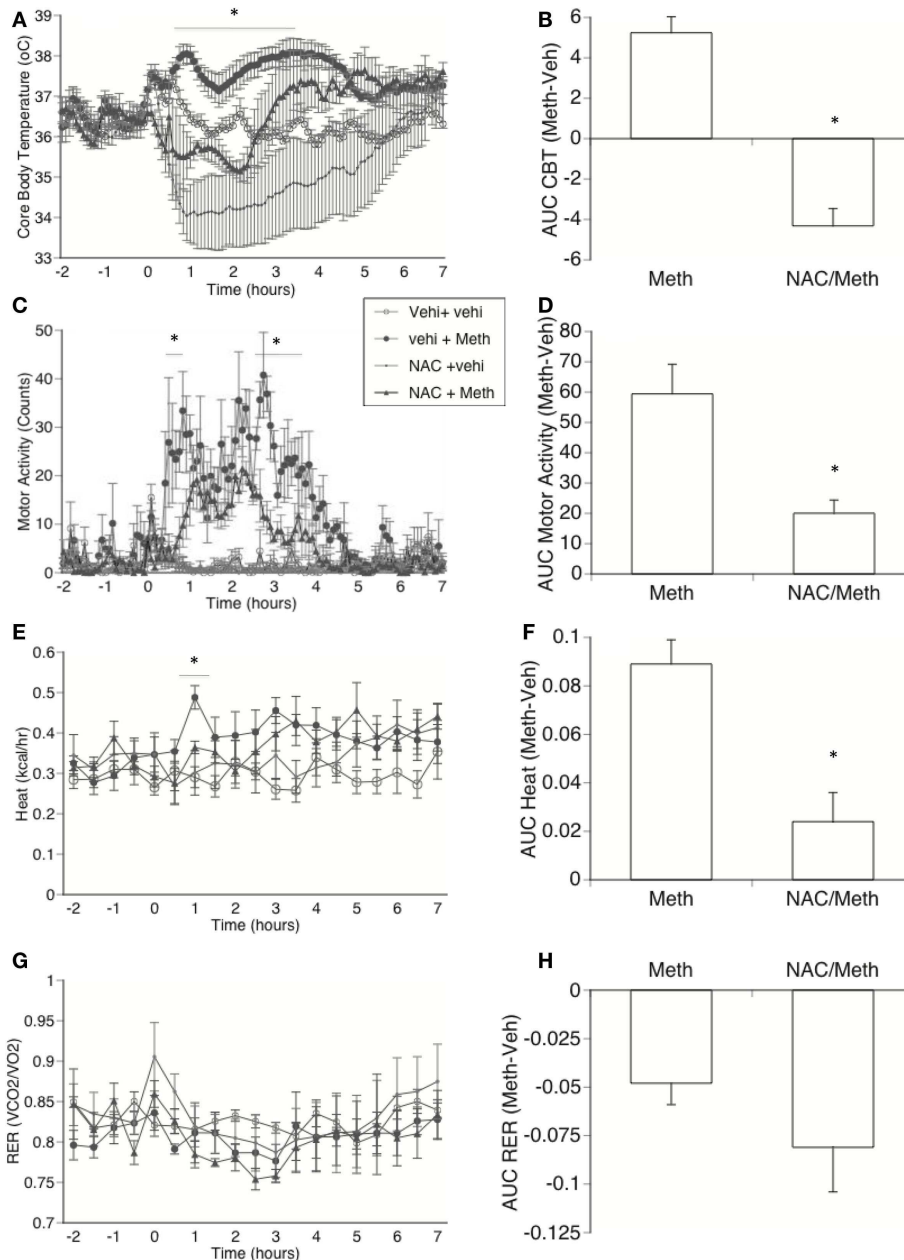 A
*
39
38
37
36
35
34
33
Core Body Temperature (oC)
-2 -1 0 1 2 3 4 5 6 7
Time (hours)
B
6
4
2
0
-2
-4
-6
AUC CBT (Meth-Veh)
*
Meth NAC/Meth
C
50
40
30
20
10
0
Motor Activity (Counts)
* *
-2 -1 0 1 2 3 4 5 6 7
Time (hours)
Vehi+ vehi
vehi + Meth
NAC +vehi
NAC + Meth
D
80
70
60
50
40
30
20
10
0
AUC Motor Activity (Meth-Veh)
*
Meth NAC/Meth
E
0.6
0.5
0.4
0.3
0.2
0.1
0
Heat (kcal/hr)
*
-2 -1 0 1 2 3 4 5 6 7
Time (hours)
F
0.1
0.08
0.06
0.04
0.02
0
AUC Heat (Meth-Veh)
*
Meth NAC/Meth
G
1
0.95
0.9
0.85
0.8
0.75
0.7
RER (VCO2/VO2)
-2 -1 0 1 2 3 4 5 6 7
Time (hours)
H
Meth NAC/Meth
0
-0.025
-0.05
-0.075
-0.1
-0.125
AUC RER (Meth-Veh)